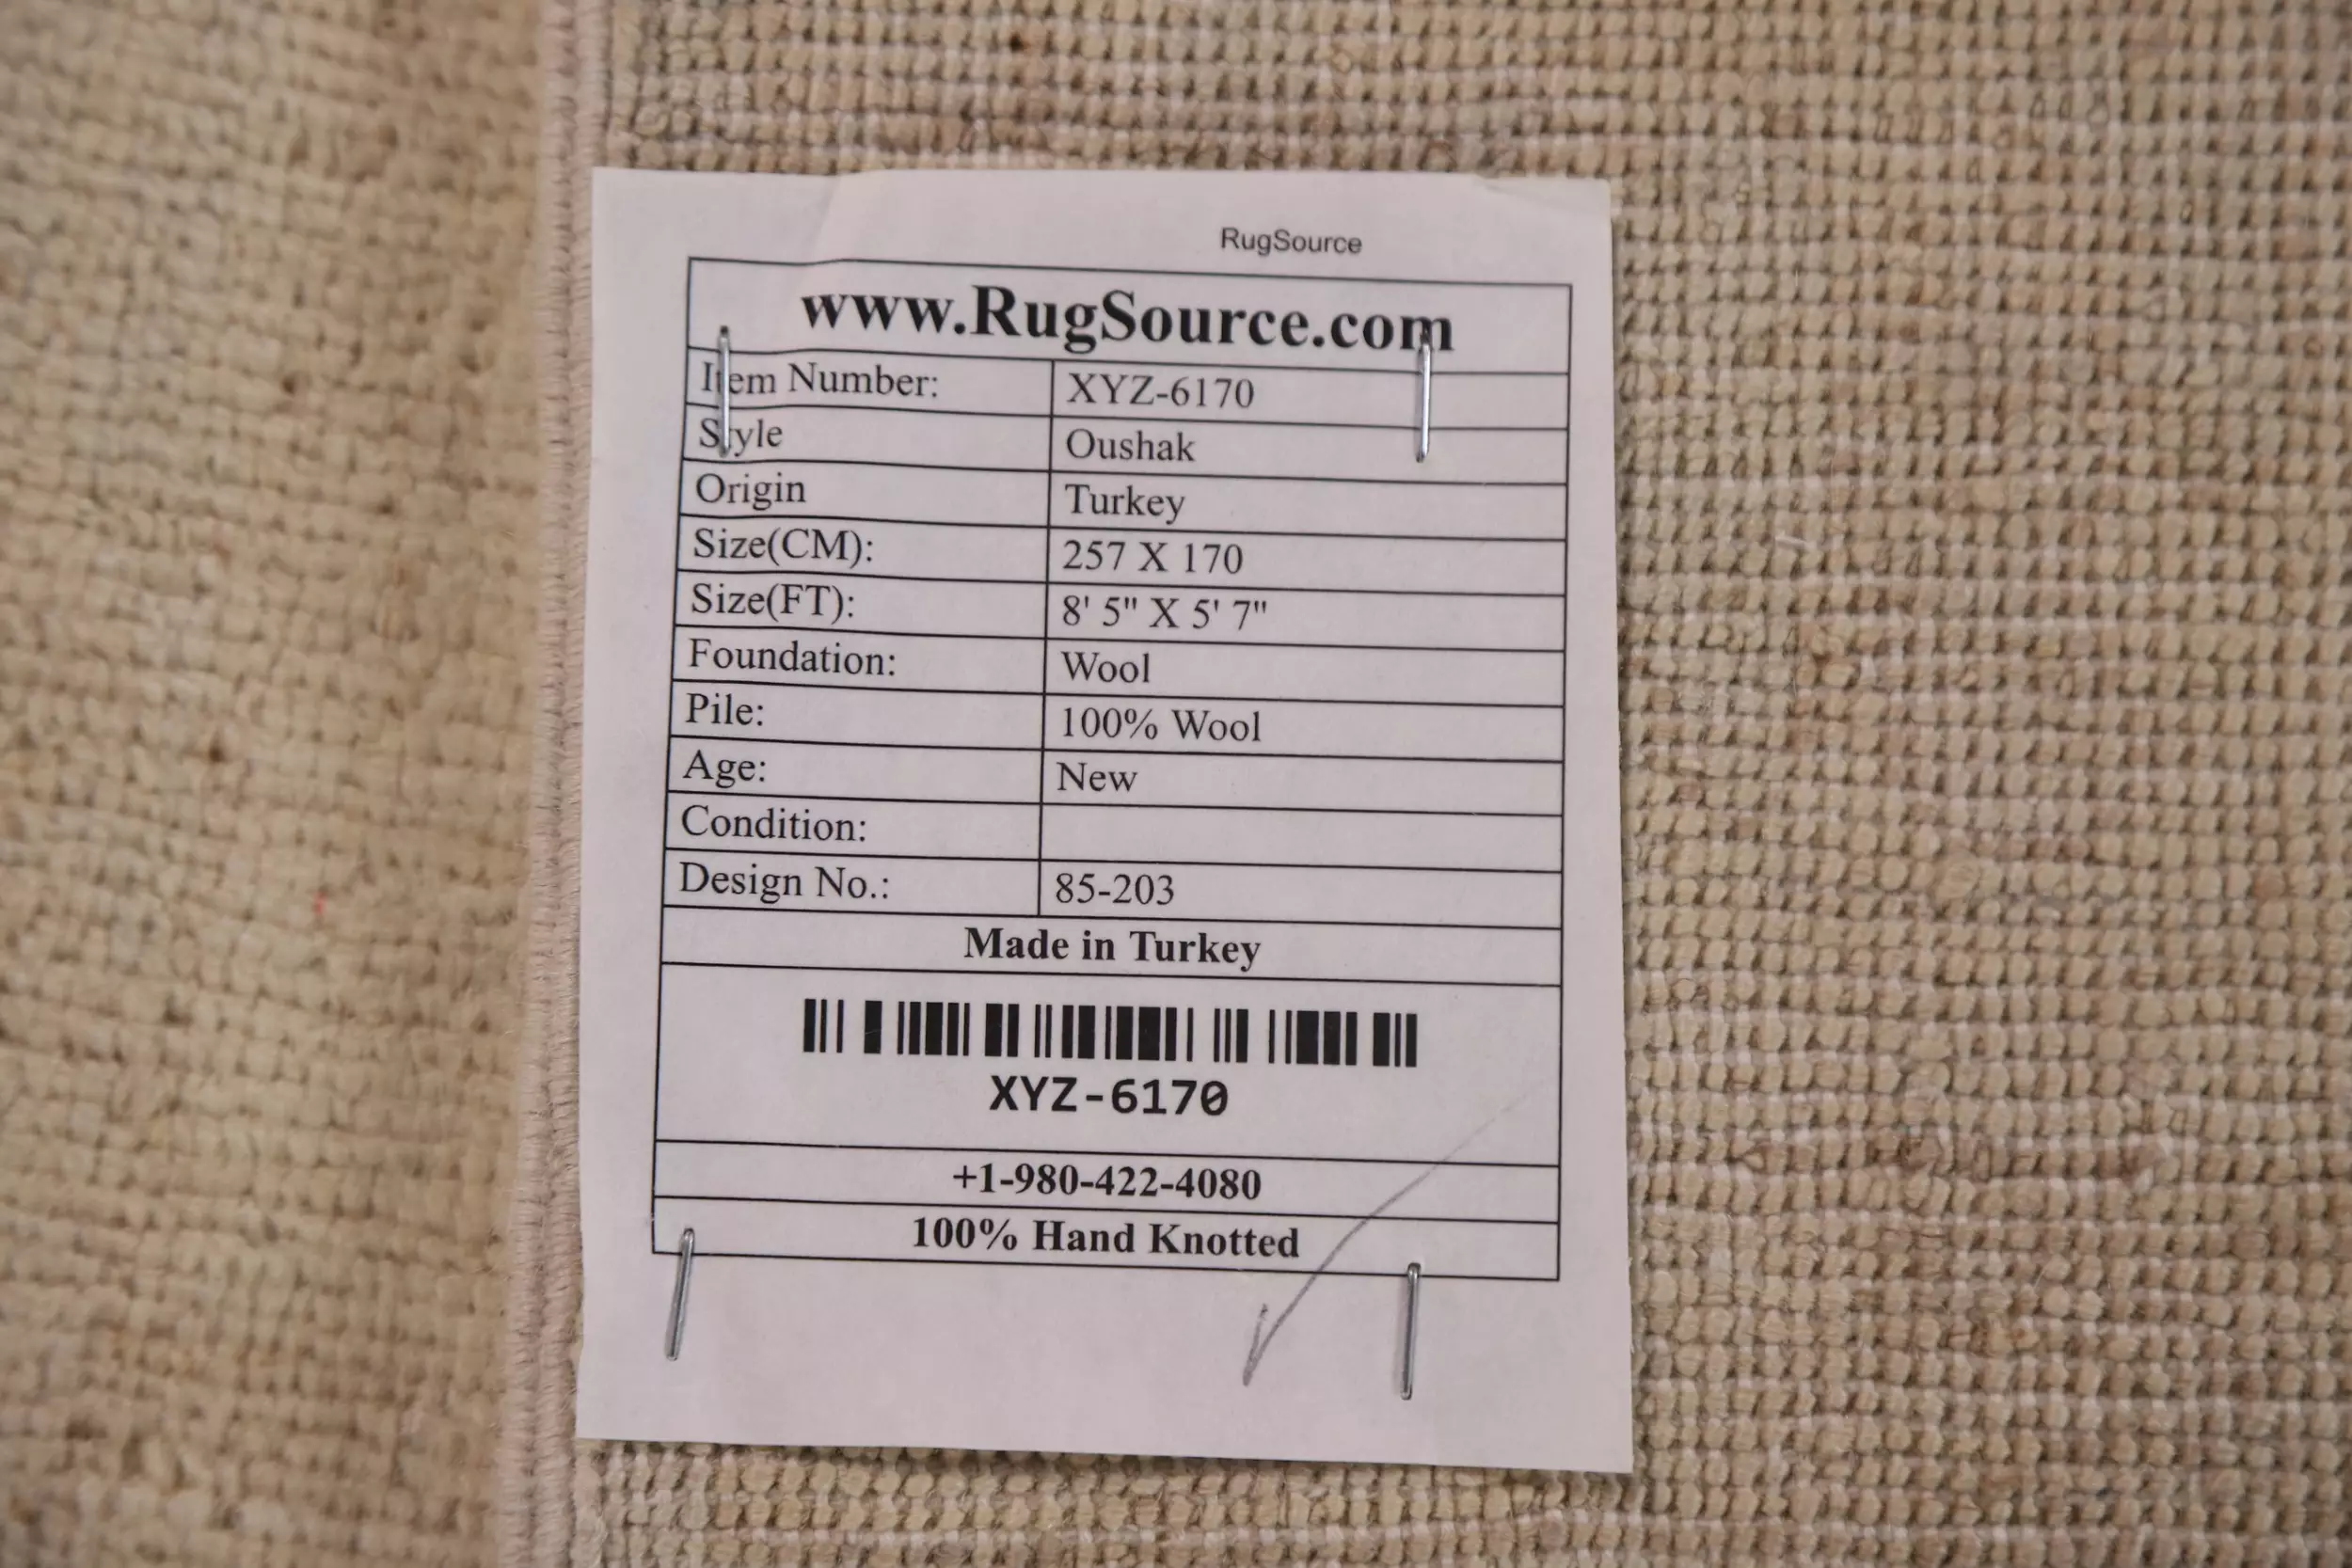 RugSource
www.RugSource.com
Item Number: XYZ-6170
Style Oushak
Origin Turkey
Size(CM): 257 X 170
Size(FT): 8' 5" X 5' 7"
Foundation: Wool
Pile: 100% Wool
Age: New
Condition:
Design No.: 85-203
Made in Turkey
XYZ-6170
+1-980-422-4080
100% Hand Knotted